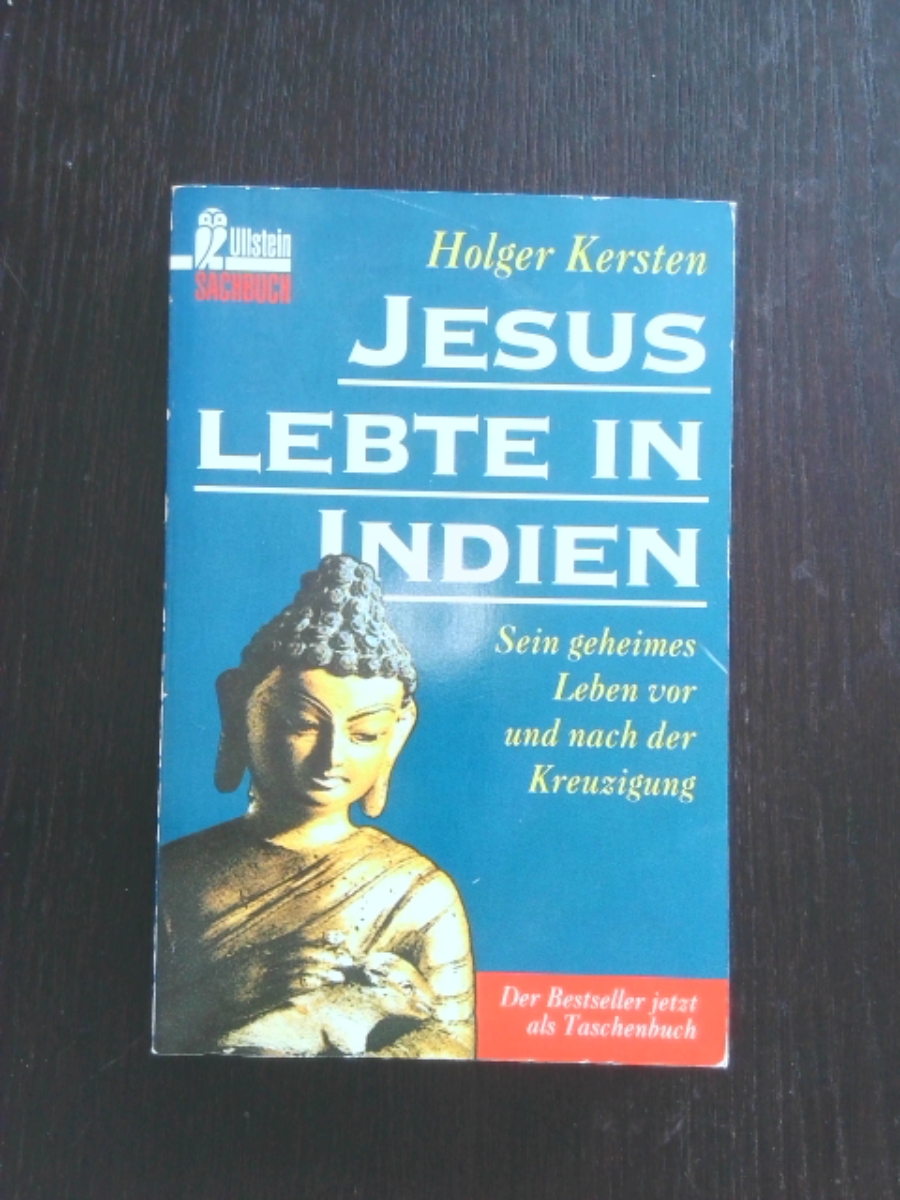 Ullstein
SACHBUCH
Holger Kersten
JESUS
LEBTE IN
INDIEN
Sein geheimes
Leben vor
und nach der
Kreuzigung
Der Bestseller jetzt
als Taschenbuch